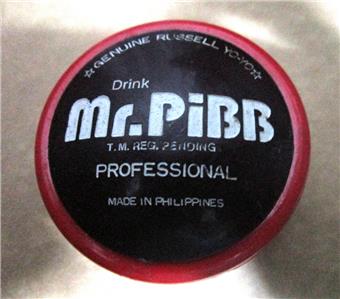 ☆GENUINE RUSSELL YO-YO☆
Drink
Mr.PiBB
T.M. REG. PENDING
PROFESSIONAL
MADE IN PHILIPPINES